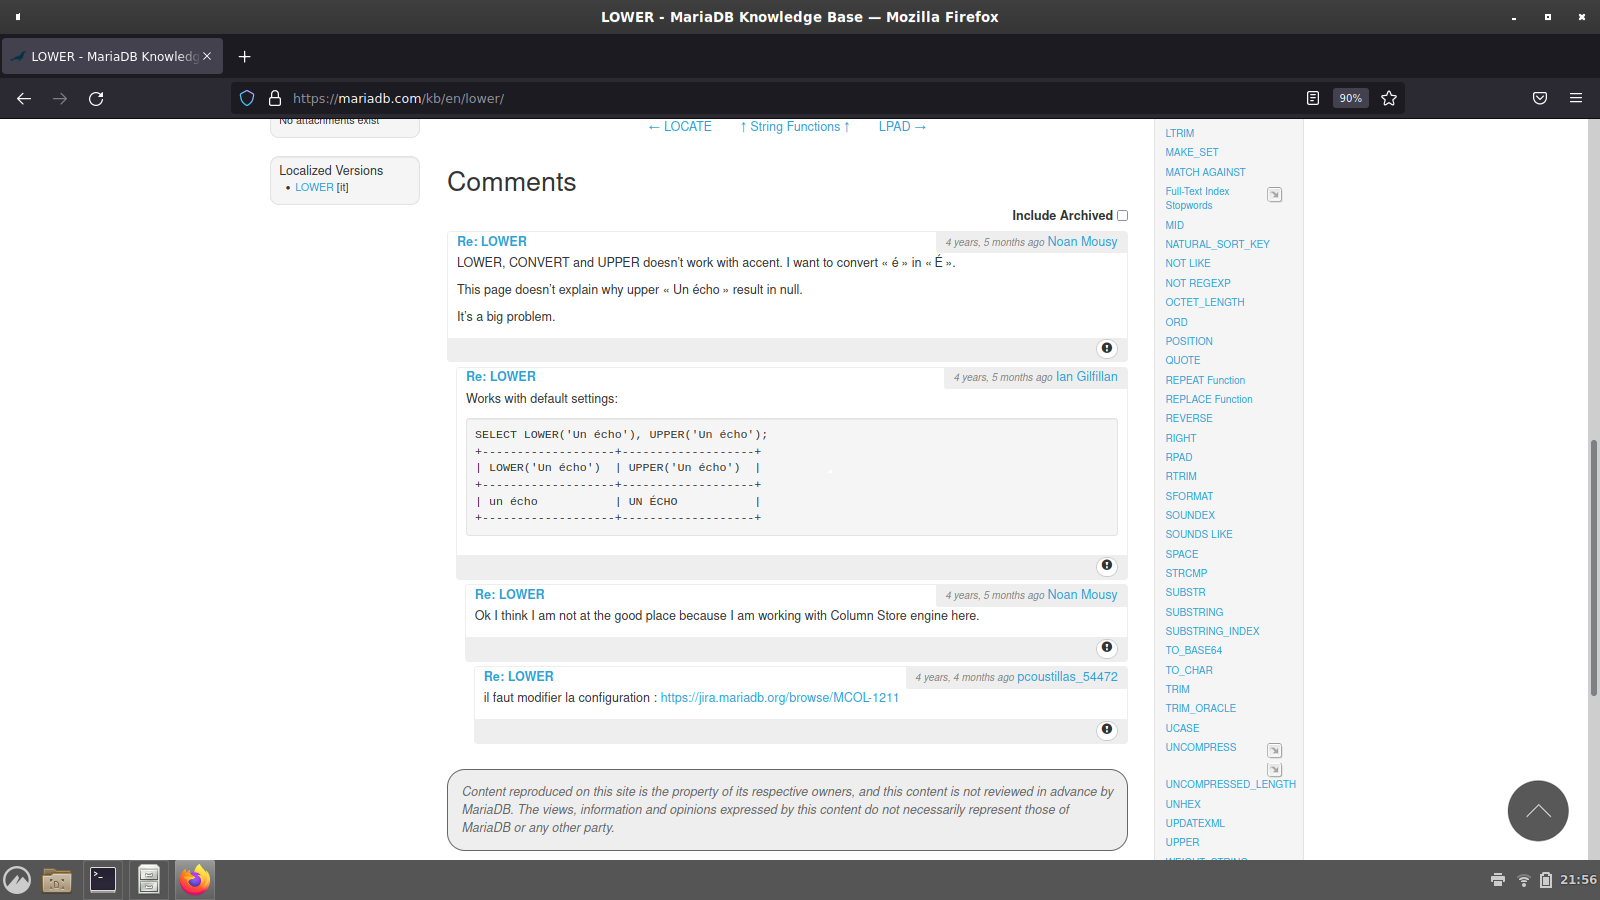 LOWER - MariaDB Knowledge Base — Mozilla Firefox
LOWER - MariaDB Knowledg
https://mariadb.com/kb/en/lower/
90%
No attachments exist
Localized Versions
• LOWER [it]
← LOCATE ↑ String Functions ↑ LPAD →
Comments
Include Archived
Re: LOWER
4 years, 5 months ago Noan Mousy
LOWER, CONVERT and UPPER doesn't work with accent. I want to convert « é » in « É ».
This page doesn't explain why upper « Un écho » result in null.
It's a big problem.
Re: LOWER
4 years, 5 months ago Ian Gilfillan
Works with default settings:
SELECT LOWER('Un écho'), UPPER('Un écho');
+-------------------+-------------------+
| LOWER('Un écho')  | UPPER('Un écho')  |
+-------------------+-------------------+
| un écho           | UN ÉCHO           |
+-------------------+-------------------+
Re: LOWER
4 years, 5 months ago Noan Mousy
Ok I think I am not at the good place because I am working with Column Store engine here.
Re: LOWER
4 years, 4 months ago pcoustillas_54472
il faut modifier la configuration : https://jira.mariadb.org/browse/MCOL-1211
Content reproduced on this site is the property of its respective owners, and this content is not reviewed in advance by
MariaDB. The views, information and opinions expressed by this content do not necessarily represent those of
MariaDB or any other party.
LTRIM
MAKE_SET
MATCH AGAINST
Full-Text Index
Stopwords
MID
NATURAL_SORT_KEY
NOT LIKE
NOT REGEXP
OCTET_LENGTH
ORD
POSITION
QUOTE
REPEAT Function
REPLACE Function
REVERSE
RIGHT
RPAD
RTRIM
SFORMAT
SOUNDEX
SOUNDS LIKE
SPACE
STRCMP
SUBSTR
SUBSTRING
SUBSTRING_INDEX
TO_BASE64
TO_CHAR
TRIM
TRIM_ORACLE
UCASE
UNCOMPRESS
UNCOMPRESSED_LENGTH
UNHEX
UPDATEXML
UPPER
21:56